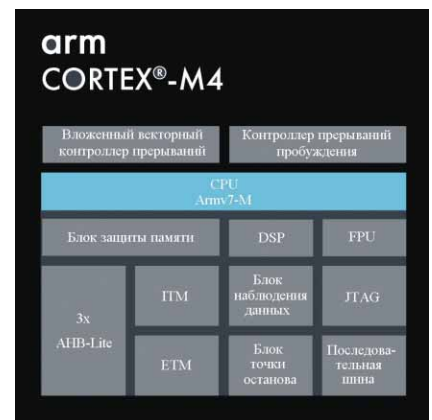 arm
CORTEX®-M4
Вложенный векторный
контроллер прерываний
Контроллер прерываний
пробуждения
CPU
Armv7-M
Блок защиты памяти
DSP
FPU
3x
AHB-Lite
ITM
Блок
наблюдения
данных
JTAG
ETM
Блок
точки
останова
Последова-
тельная
шина